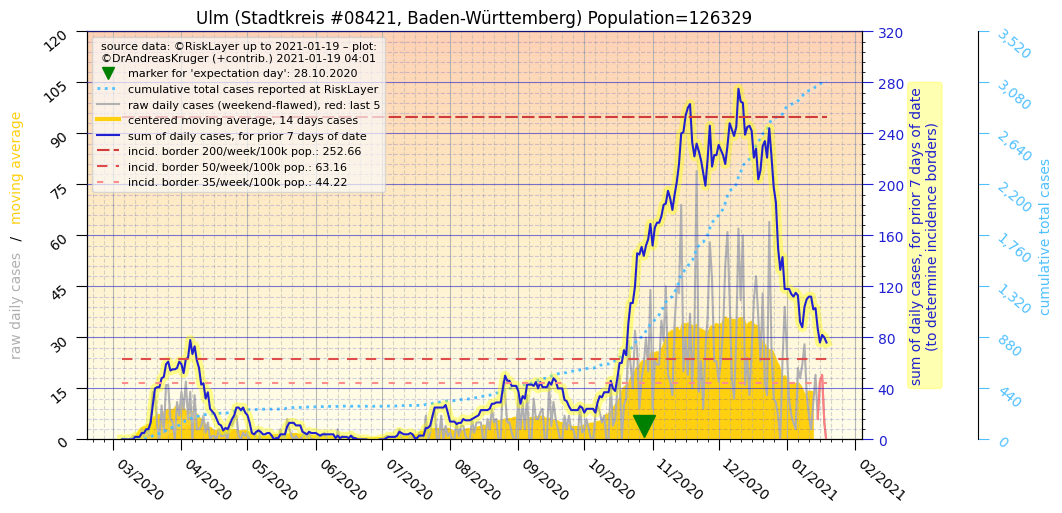 Ulm (Stadtkreis #08421, Baden-Württemberg) Population=126329
source data: ©RiskLayer up to 2021-01-19 – plot:
©DrAndreasKruger (+contrib.) 2021-01-19 04:01
marker for 'expectation day': 28.10.2020
cumulative total cases reported at RiskLayer
raw daily cases (weekend-flawed), red: last 5
centered moving average, 14 days cases
sum of daily cases, for prior 7 days of date
incid. border 200/week/100k pop.: 252.66
incid. border 50/week/100k pop.: 63.16
incid. border 35/week/100k pop.: 44.22
raw daily cases / moving average
120
105
90
75
60
45
30
15
0
320
280
240
200
160
120
80
40
0
sum of daily cases, for prior 7 days of date
(to determine incidence borders)
3,520
3,080
2,640
2,200
1,760
1,320
880
440
0
cumulative total cases
03/2020
04/2020
05/2020
06/2020
07/2020
08/2020
09/2020
10/2020
11/2020
12/2020
01/2021
02/2021